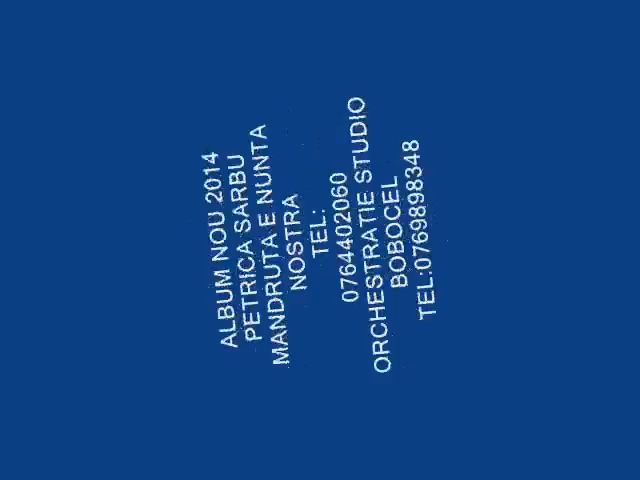 ALBUM NOU 2014
PETRICA SARBU
MANDRUTA E NUNTA
NOSTRA
TEL:
0764402060
ORCHESTRATIE STUDIO
BOBOCEL
TEL:0769898348